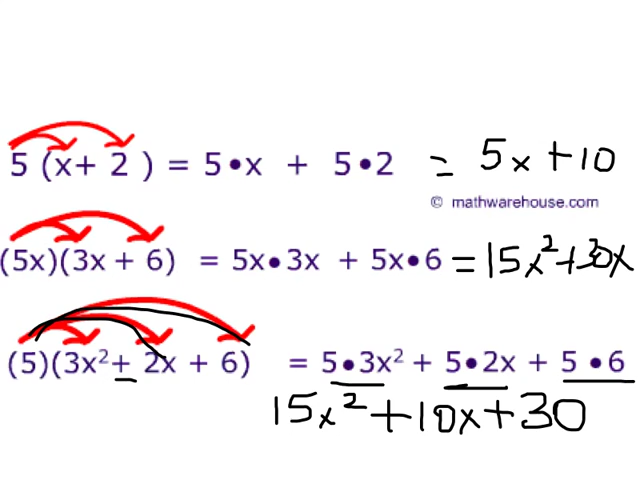 5 (x+ 2 ) = 5•x + 5•2 = 5x +10
© mathwarehouse.com
(5x)(3x + 6) = 5x•3x + 5x•6 = 15x² + 30x
(5)(3x² + 2x + 6) = 5•3x² + 5•2x + 5 •6
15x² + 10x + 30